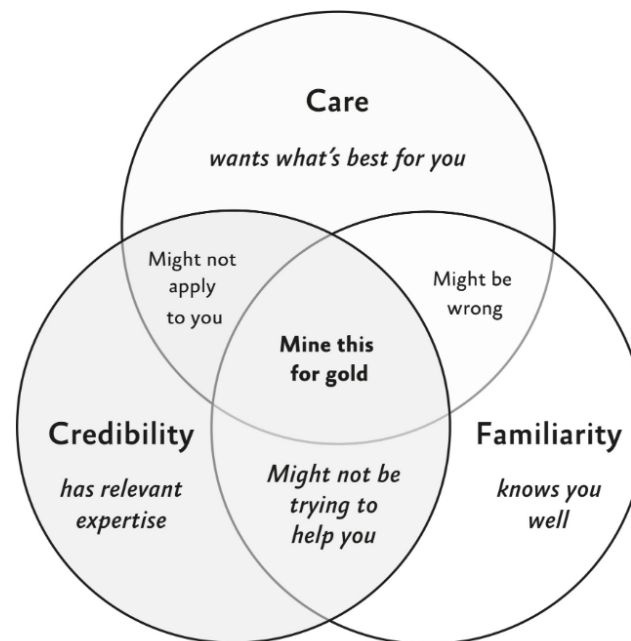 Care
wants what's best for you
Might not
apply
to you
Might be
wrong
Mine this
for gold
Credibility
has relevant
expertise
Might not be
trying to
help you
Familiarity
knows you
well